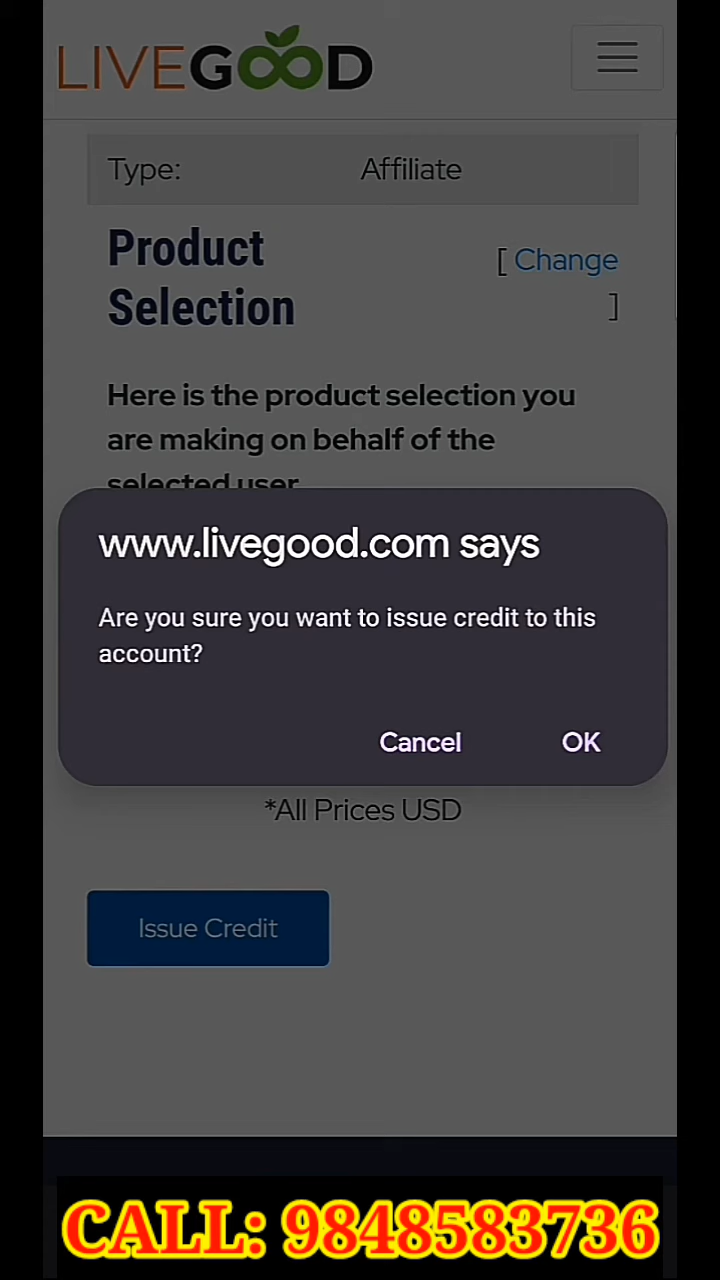 LIVEGOOD
Type: Affiliate
Product
Selection
[ Change
]
Here is the product selection you
are making on behalf of the
selected user
www.livegood.com says
Are you sure you want to issue credit to this
account?
Cancel OK
*All Prices USD
Issue Credit
CALL: 9848583736